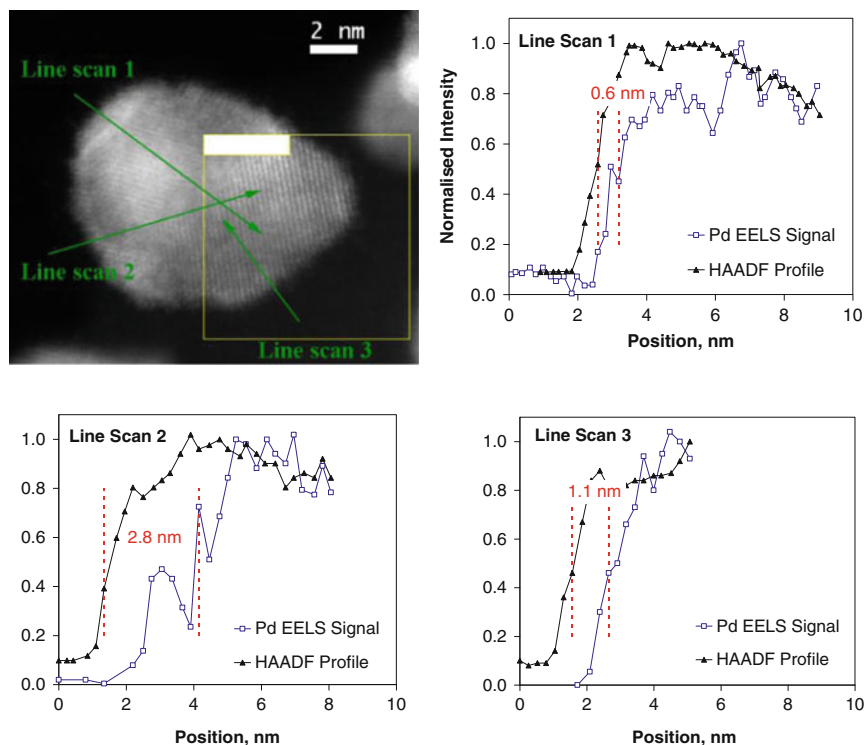 2 nm
Line scan 1
Line scan 2
Line scan 3
Line Scan 1
0.6 nm
Pd EELS Signal
HAADF Profile
Normalised Intensity
1.0
0.8
0.6
0.4
0.2
0.0
0 2 4 6 8 10
Position, nm
Line Scan 2
2.8 nm
Pd EELS Signal
HAADF Profile
1.0
0.8
0.6
0.4
0.2
0.0
0 2 4 6 8 10
Position, nm
Line Scan 3
1.1 nm
Pd EELS Signal
HAADF Profile
1.0
0.8
0.6
0.4
0.2
0.0
0 2 4 6 8 10
Position, nm